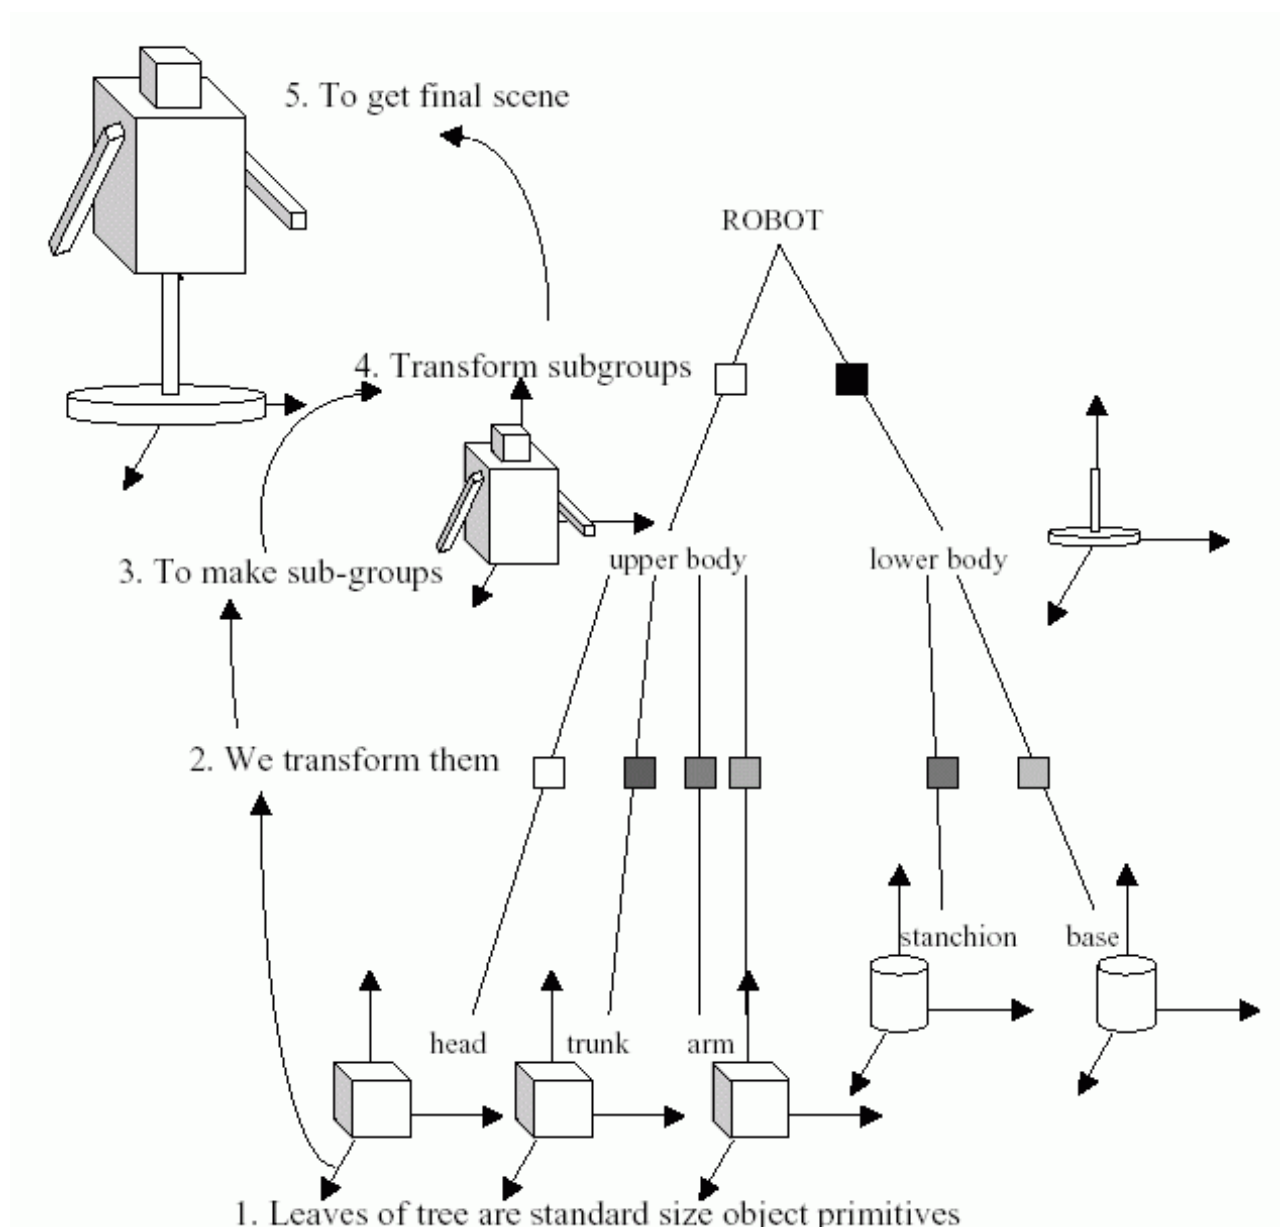 5. To get final scene
ROBOT
4. Transform subgroups
3. To make sub-groups
upper body
lower body
2. We transform them
stanchion
base
head
trunk
arm
1. Leaves of tree are standard size object primitives